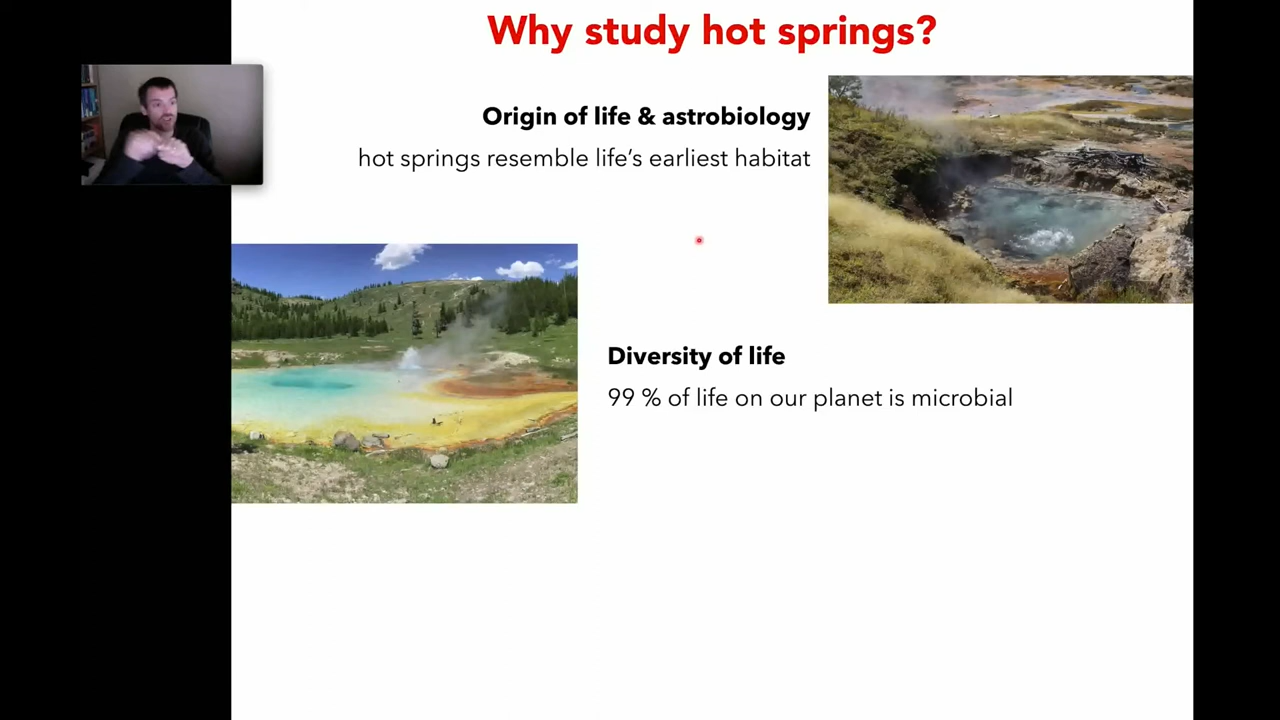 Why study hot springs?
Origin of life & astrobiology
hot springs resemble life's earliest habitat
Diversity of life
99 % of life on our planet is microbial